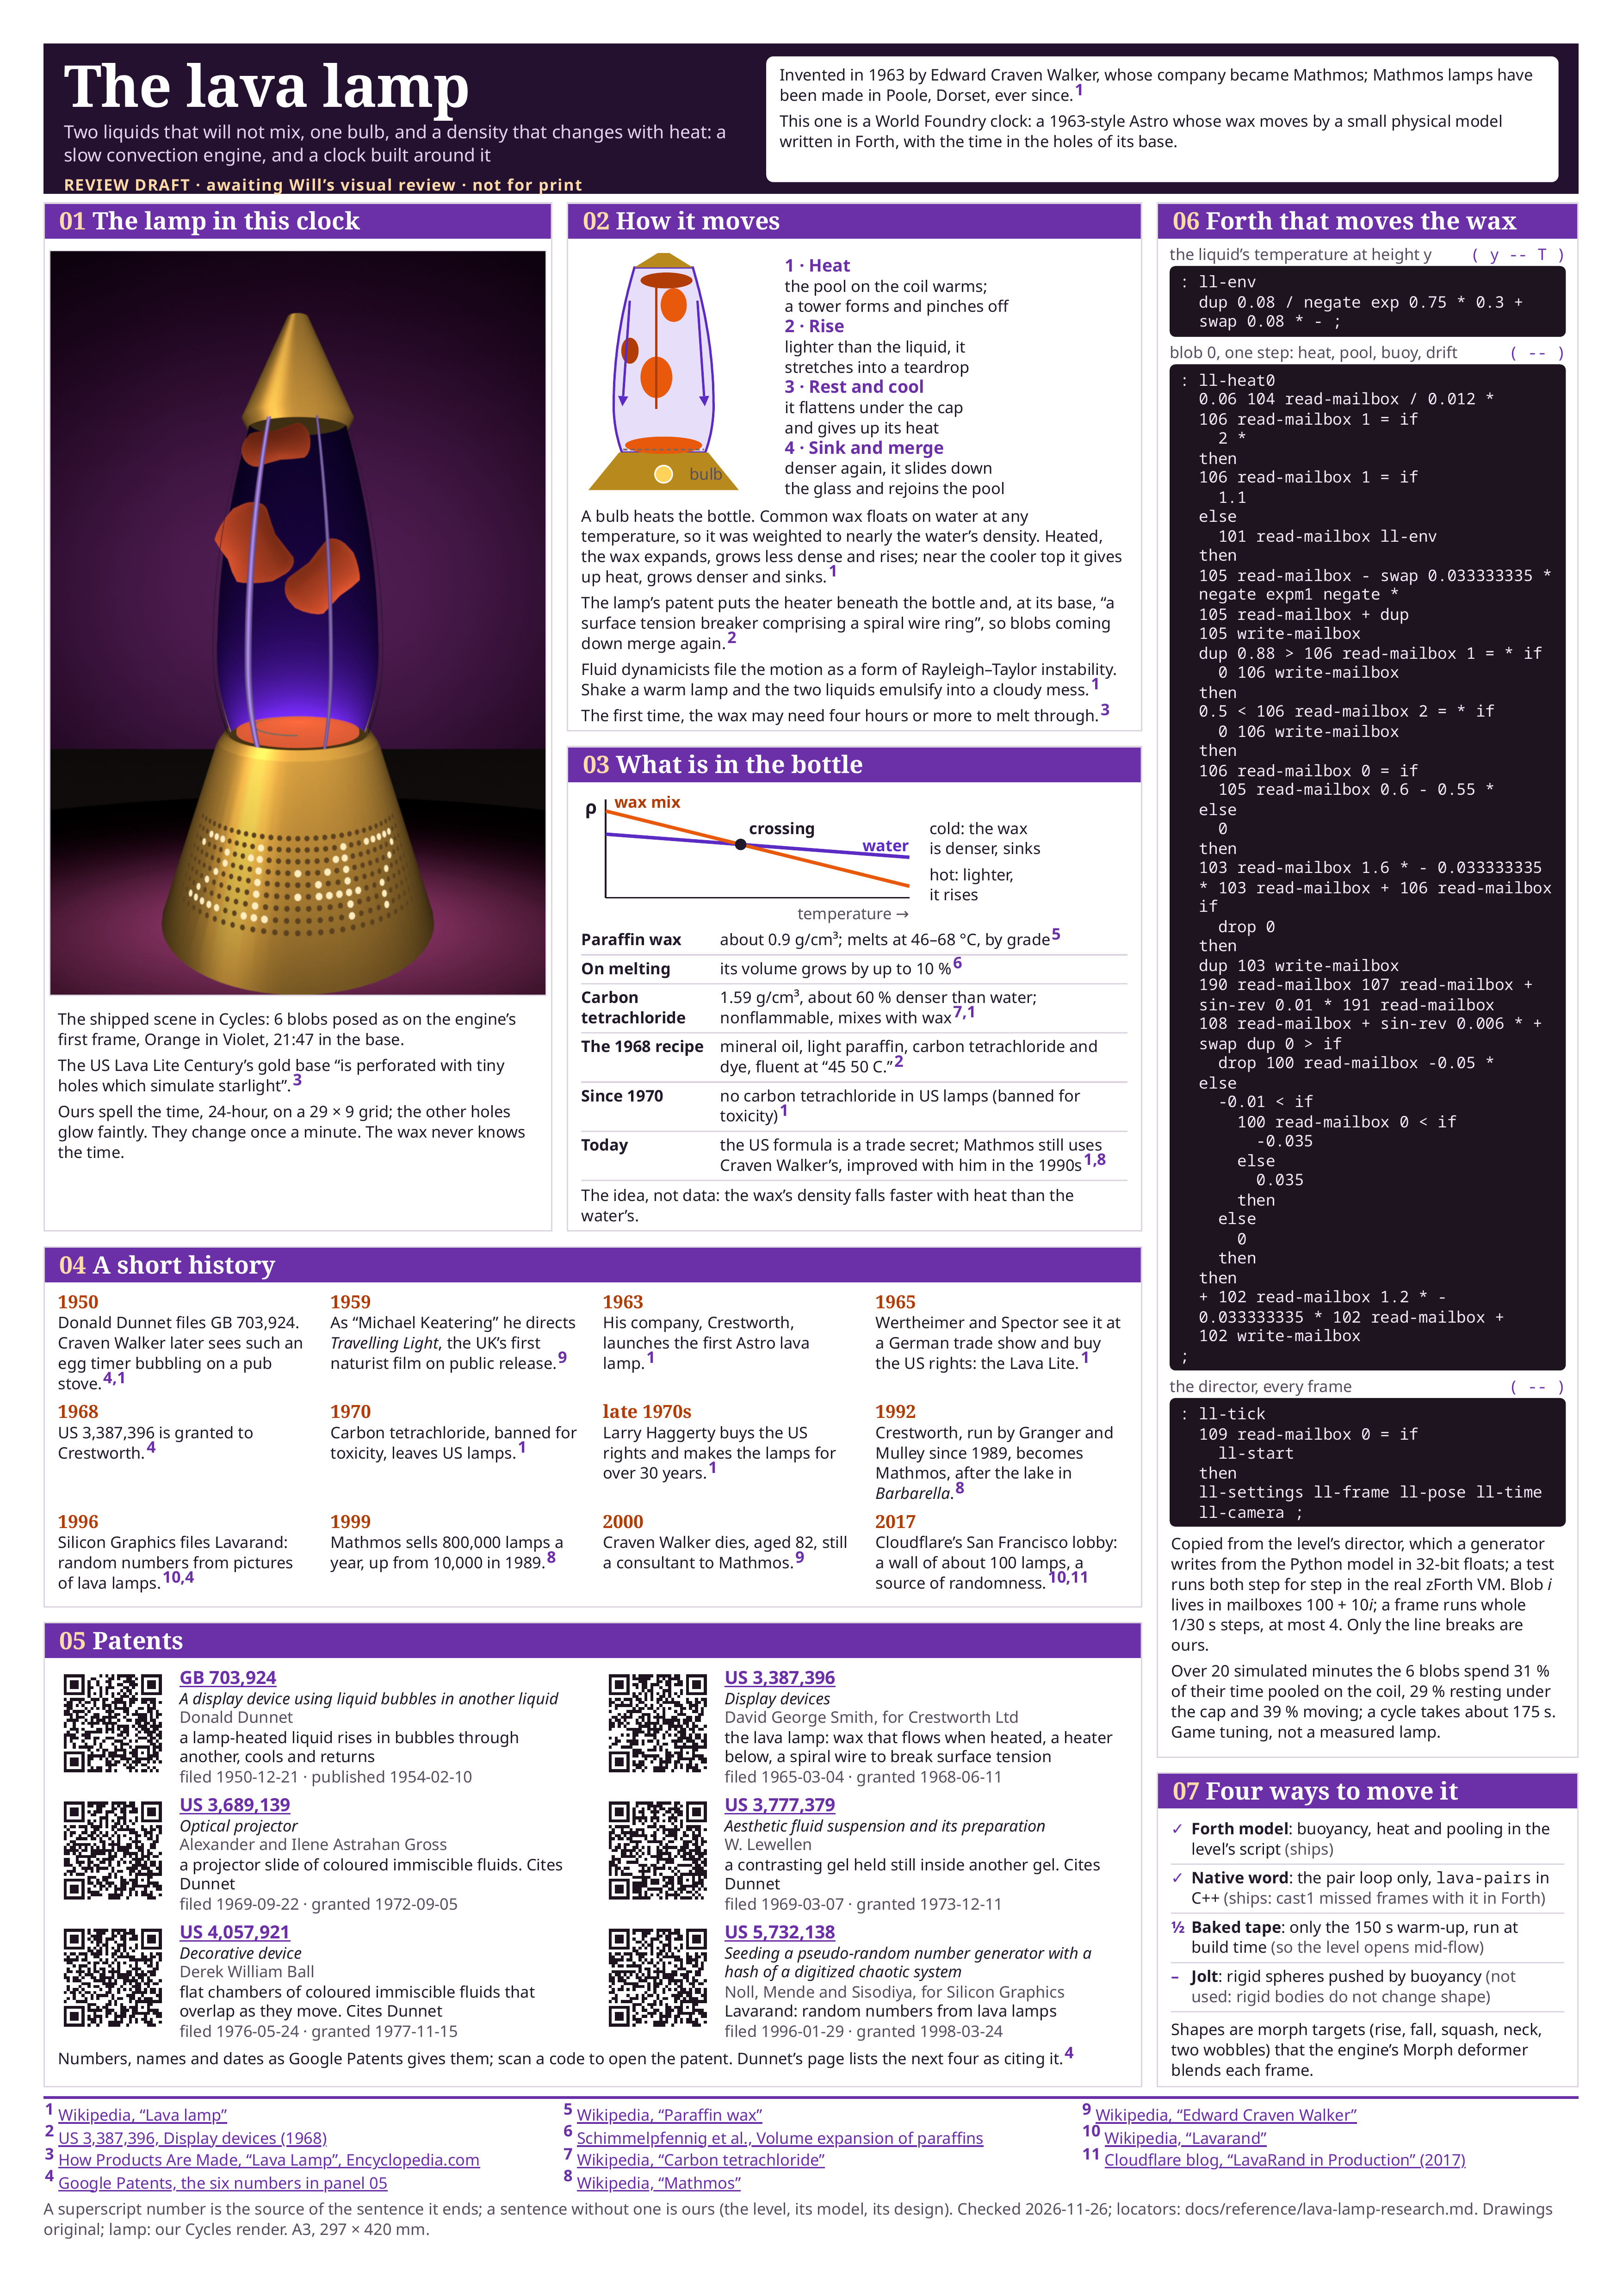 The lava lamp
Two liquids that will not mix, one bulb, and a density that changes with heat: a
slow convection engine, and a clock built around it
REVIEW DRAFT · awaiting Will’s visual review · not for print
Invented in 1963 by Edward Craven Walker, whose company became Mathmos; Mathmos lamps have
been made in Poole, Dorset, ever since.1
This one is a World Foundry clock: a 1963-style Astro whose wax moves by a small physical model
written in Forth, with the time in the holes of its base.
01 The lamp in this clock
The shipped scene in Cycles: 6 blobs posed as on the engine’s
first frame, Orange in Violet, 21:47 in the base.
The US Lava Lite Century’s gold base “is perforated with tiny
holes which simulate starlight”.3
Ours spell the time, 24-hour, on a 29 × 9 grid; the other holes
glow faintly. They change once a minute. The wax never knows
the time.
02 How it moves
bulb
1 · Heat
the pool on the coil warms;
a tower forms and pinches off
2 · Rise
lighter than the liquid, it
stretches into a teardrop
3 · Rest and cool
it flattens under the cap
and gives up its heat
4 · Sink and merge
denser again, it slides down
the glass and rejoins the pool
A bulb heats the bottle. Common wax floats on water at any
temperature, so it was weighted to nearly the water’s density. Heated,
the wax expands, grows less dense and rises; near the cooler top it gives
up heat, grows denser and sinks.1
The lamp’s patent puts the heater beneath the bottle and, at its base, “a
surface tension breaker comprising a spiral wire ring”, so blobs coming
down merge again.2
Fluid dynamicists file the motion as a form of Rayleigh–Taylor instability.
Shake a warm lamp and the two liquids emulsify into a cloudy mess.1
The first time, the wax may need four hours or more to melt through.3
03 What is in the bottle
ρ
wax mix
crossing
water
temperature →
cold: the wax
is denser, sinks
hot: lighter,
it rises
Paraffin wax about 0.9 g/cm³; melts at 46–68 °C, by grade5
On melting its volume grows by up to 10 %6
Carbon tetrachloride 1.59 g/cm³, about 60 % denser than water;
nonflammable, mixes with wax7,1
The 1968 recipe mineral oil, light paraffin, carbon tetrachloride and
dye, fluent at “45 50 C.”2
Since 1970 no carbon tetrachloride in US lamps (banned for
toxicity)1
Today the US formula is a trade secret; Mathmos still uses
Craven Walker’s, improved with him in the 1990s1,8
The idea, not data: the wax’s density falls faster with heat than the
water’s.
04 A short history
1950
Donald Dunnet files GB 703,924.
Craven Walker later sees such an
egg timer bubbling on a pub
stove.4,1
1959
As “Michael Keatering” he directs
Travelling Light, the UK’s first
naturist film on public release.9
1963
His company, Crestworth,
launches the first Astro lava
lamp.1
1965
Wertheimer and Spector see it at
a German trade show and buy
the US rights: the Lava Lite.1
1968
US 3,387,396 is granted to
Crestworth.4
1970
Carbon tetrachloride, banned for
toxicity, leaves US lamps.1
late 1970s
Larry Haggerty buys the US
rights and makes the lamps for
over 30 years.1
1992
Crestworth, run by Granger and
Mulley since 1989, becomes
Mathmos, after the lake in
Barbarella.8
1996
Silicon Graphics files Lavarand:
random numbers from pictures
of lava lamps.10,4
1999
Mathmos sells 800,000 lamps a
year, up from 10,000 in 1989.8
2000
Craven Walker dies, aged 82, still
a consultant to Mathmos.9
2017
Cloudflare’s San Francisco lobby:
a wall of about 100 lamps, a
source of randomness.10,11
05 Patents
GB 703,924
A display device using liquid bubbles in another liquid
Donald Dunnet
a lamp-heated liquid rises in bubbles through
another, cools and returns
filed 1950-12-21 · published 1954-02-10
US 3,387,396
Display devices
David George Smith, for Crestworth Ltd
the lava lamp: wax that flows when heated, a heater
below, a spiral wire to break surface tension
filed 1965-03-04 · granted 1968-06-11
US 3,689,139
Optical projector
Alexander and Ilene Astrahan Gross
a projector slide of coloured immiscible fluids. Cites
Dunnet
filed 1969-09-22 · granted 1972-09-05
US 3,777,379
Aesthetic fluid suspension and its preparation
W. Lewellen
a contrasting gel held still inside another gel. Cites
Dunnet
filed 1969-03-07 · granted 1973-12-11
US 4,057,921
Decorative device
Derek William Ball
flat chambers of coloured immiscible fluids that
overlap as they move. Cites Dunnet
filed 1976-05-24 · granted 1977-11-15
US 5,732,138
Seeding a pseudo-random number generator with a
hash of a digitized chaotic system
Noll, Mende and Sisodiya, for Silicon Graphics
Lavarand: random numbers from lava lamps
filed 1996-01-29 · granted 1998-03-24
Numbers, names and dates as Google Patents gives them; scan a code to open the patent. Dunnet’s page lists the next four as citing it.4
06 Forth that moves the wax
the liquid’s temperature at height y ( y -- T )
: ll-env
dup 0.08 / negate exp 0.75 * 0.3 +
swap 0.08 * - ;
blob 0, one step: heat, pool, buoy, drift ( -- )
: ll-heat0
0.06 104 read-mailbox / 0.012 *
106 read-mailbox 1 = if
2 *
then
106 read-mailbox 1 = if
1.1
else
101 read-mailbox ll-env
then
105 read-mailbox - swap 0.033333335 *
negate expm1 negate *
105 read-mailbox + dup
105 write-mailbox
dup 0.88 > 106 read-mailbox 1 = * if
0 106 write-mailbox
then
0.5 < 106 read-mailbox 2 = * if
0 106 write-mailbox
then
106 read-mailbox 0 = if
105 read-mailbox 0.6 - 0.55 *
else
0
then
103 read-mailbox 1.6 * - 0.033333335
* 103 read-mailbox + 106 read-mailbox
if
drop 0
then
dup 103 write-mailbox
190 read-mailbox 107 read-mailbox +
sin-rev 0.01 * 191 read-mailbox
108 read-mailbox + sin-rev 0.006 * +
swap dup 0 > if
drop 100 read-mailbox -0.05 *
else
-0.01 < if
100 read-mailbox 0 < if
-0.035
else
0.035
then
else
0
then
then
+ 102 read-mailbox 1.2 * -
0.033333335 * 102 read-mailbox +
102 write-mailbox
;
the director, every frame ( -- )
: ll-tick
109 read-mailbox 0 = if
ll-start
then
ll-settings ll-frame ll-pose ll-time
ll-camera ;
Copied from the level’s director, which a generator
writes from the Python model in 32-bit floats; a test
runs both step for step in the real zForth VM. Blob i
lives in mailboxes 100 + 10i; a frame runs whole
1/30 s steps, at most 4. Only the line breaks are
ours.
Over 20 simulated minutes the 6 blobs spend 31 %
of their time pooled on the coil, 29 % resting under
the cap and 39 % moving; a cycle takes about 175 s.
Game tuning, not a measured lamp.
07 Four ways to move it
✓ Forth model: buoyancy, heat and pooling in the
level’s script (ships)
✓ Native word: the pair loop only, lava-pairs in
C++ (ships: cast1 missed frames with it in Forth)
½ Baked tape: only the 150 s warm-up, run at
build time (so the level opens mid-flow)
– Jolt: rigid spheres pushed by buoyancy (not
used: rigid bodies do not change shape)
Shapes are morph targets (rise, fall, squash, neck,
two wobbles) that the engine’s Morph deformer
blends each frame.
1 Wikipedia, “Lava lamp”
2 US 3,387,396, Display devices (1968)
3 How Products Are Made, “Lava Lamp”, Encyclopedia.com
4 Google Patents, the six numbers in panel 05
5 Wikipedia, “Paraffin wax”
6 Schimmelpfennig et al., Volume expansion of paraffins
7 Wikipedia, “Carbon tetrachloride”
8 Wikipedia, “Mathmos”
9 Wikipedia, “Edward Craven Walker”
10 Wikipedia, “Lavarand”
11 Cloudflare blog, “LavaRand in Production” (2017)
A superscript number is the source of the sentence it ends; a sentence without one is ours (the level, its model, its design). Checked 2026-11-26; locators: docs/reference/lava-lamp-research.md. Drawings
original; lamp: our Cycles render. A3, 297 × 420 mm.